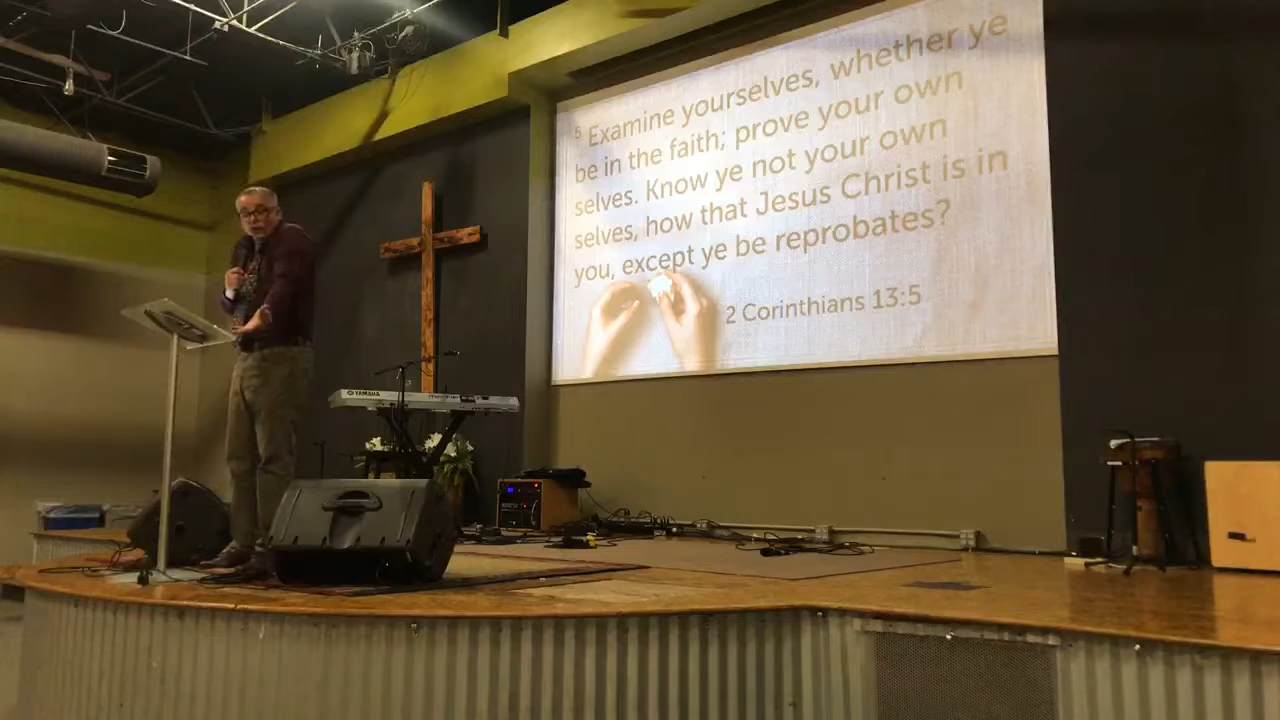 5 Examine yourselves, whether ye
be in the faith; prove your own
selves. Know ye not your own
selves, how that Jesus Christ is in
you, except ye be reprobates?
2 Corinthians 13:5
YAMAHA